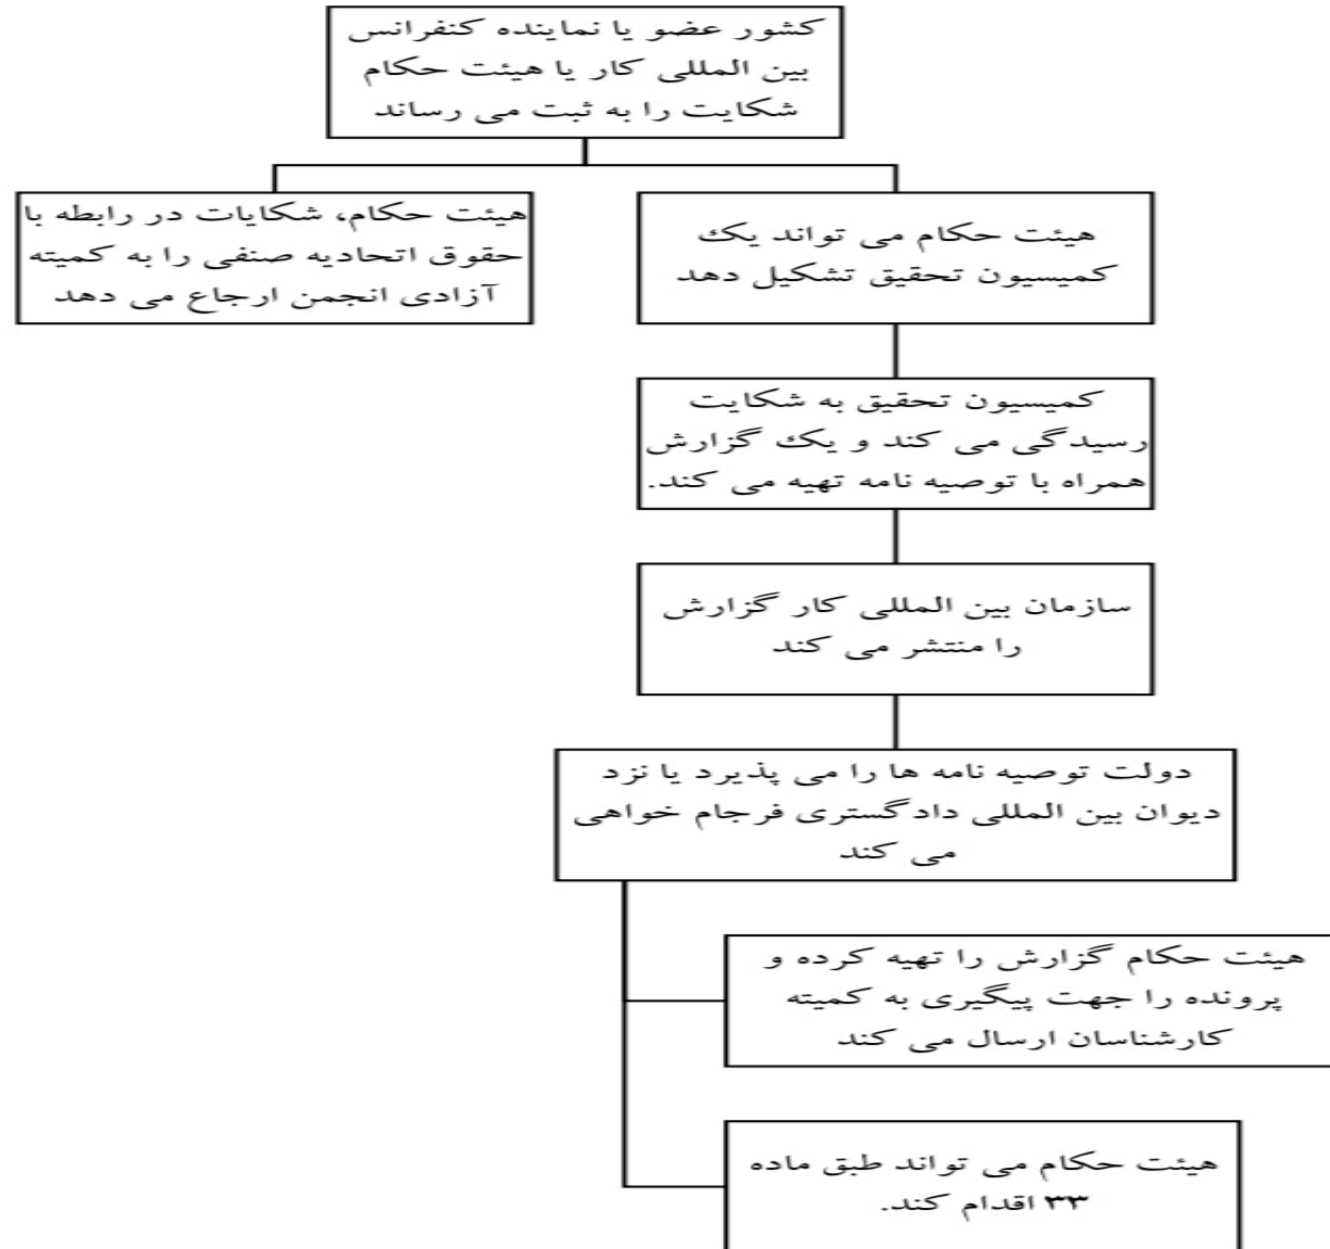 کشور عضو یا نماینده کنفرانس
بین المللی کار یا هیئت حکام
شکایت را به ثبت می رساند
هیئت حکام می تواند یک
کمیسیون تحقیق تشکیل دهد
هیئت حکام، شکایات در رابطه با
حقوق اتحادیه صنفی را به کمیته
آزادی انجمن ارجاع می دهد
کمیسیون تحقیق به شکایت
رسیدگی می کند و یک گزارش
همراه با توصیه نامه تهیه می کند.
سازمان بین المللی کار گزارش
را منتشر می کند
دولت توصیه نامه ها را می پذیرد یا نزد
دیوان بین المللی دادگستری فرجام خواهی
می کند
هیئت حکام گزارش را تهیه کرده و
پرونده را جهت پیگیری به کمیته
کارشناسان ارسال می کند
هیئت حکام می تواند طبق ماده
۳۳ اقدام کند.